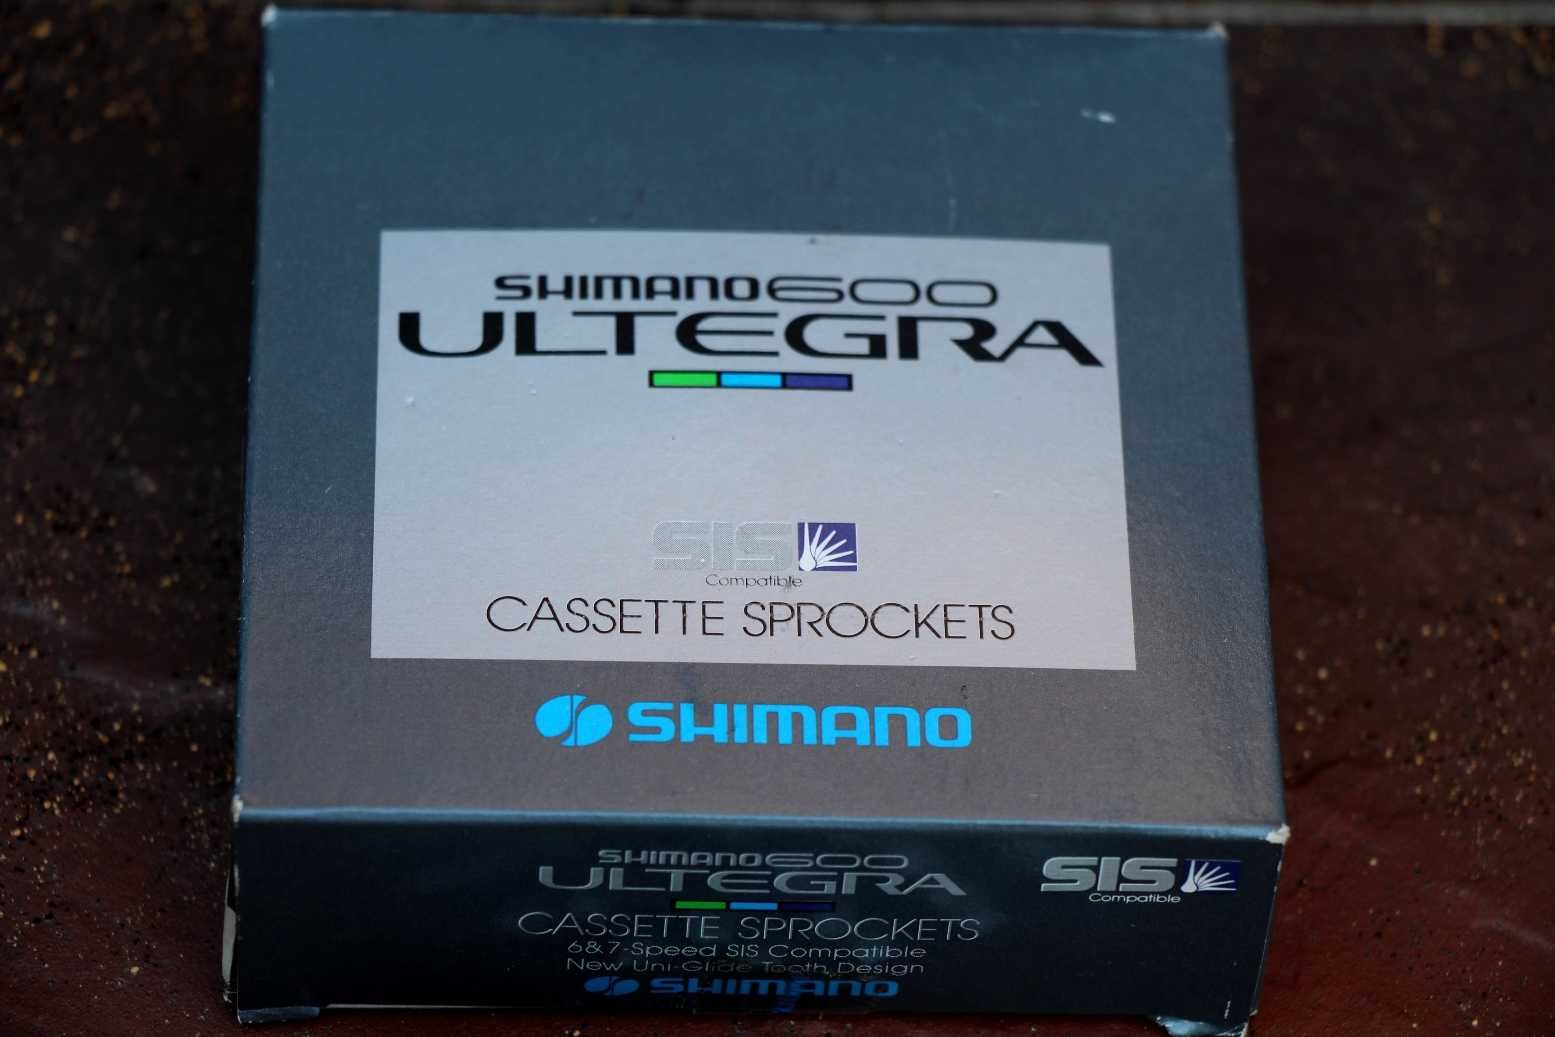 SHIMANO 600
ULTEGRA
SIS
Compatible
CASSETTE SPROCKETS
SHIMANO
SHIMANO 600
ULTEGRA
CASSETTE SPROCKETS
6&7-Speed SIS Compatible
New Uni-Glide Tooth Design
SHIMANO
SIS
Compatible